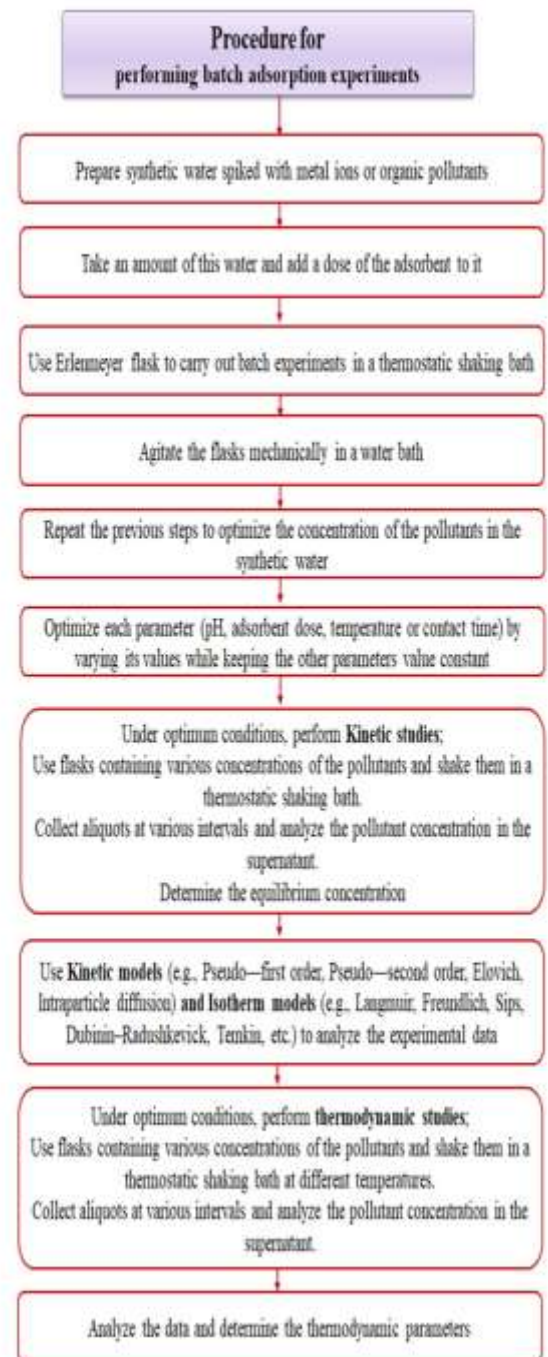 Procedure for
performing batch adsorption experiments
Prepare synthetic water spiked with metal ions or organic pollutants
Take an amount of this water and add a dose of the adsorbent to it
Use Erlenmeyer flask to carry out batch experiments in a thermostatic shaking bath
Agitate the flasks mechanically in a water bath
Repeat the previous steps to optimize the concentration of the pollutants in the
synthetic water
Optimize each parameter (pH, adsorbent dose, temperature or contact time) by
varying its values while keeping the other parameters value constant
Under optimum conditions, perform Kinetic studies;
Use flasks containing various concentrations of the pollutants and shake them in a
thermostatic shaking bath.
Collect aliquots at various intervals and analyze the pollutant concentration in the
supernatant.
Determine the equilibrium concentration
Use Kinetic models (e.g., Pseudo—first order, Pseudo—second order, Elovich,
Intraparticle diffusion) and Isotherm models (e.g., Langmuir, Freundlich, Sips,
Dubinin–Radushkevick, Temkin, etc.) to analyze the experimental data
Under optimum conditions, perform thermodynamic studies;
Use flasks containing various concentrations of the pollutants and shake them in a
thermostatic shaking bath at different temperatures.
Collect aliquots at various intervals and analyze the pollutant concentration in the
supernatant.
Analyze the data and determine the thermodynamic parameters